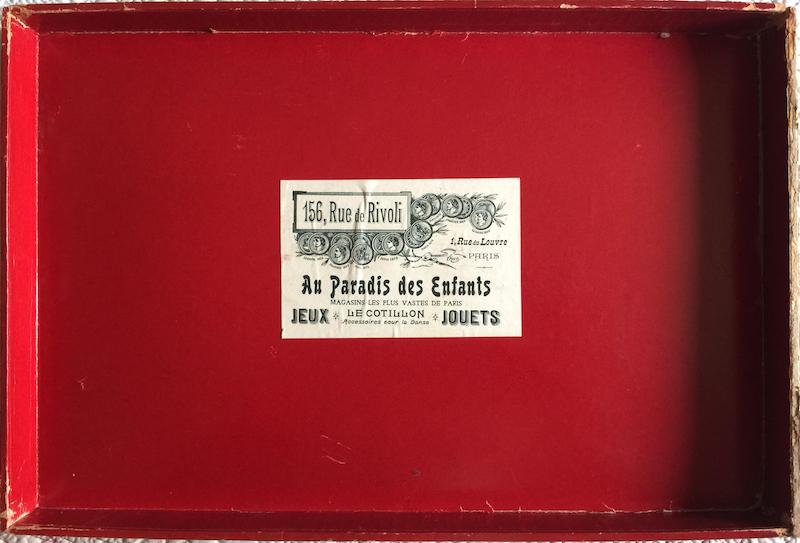 156, Rue de Rivoli
1, Rue du Louvre
PARIS
Au Paradis des Enfants
MAGASINS LES PLUS VASTES DE PARIS
JEUX * LE COTILLON * JOUETS
Accessoires pour la Danse